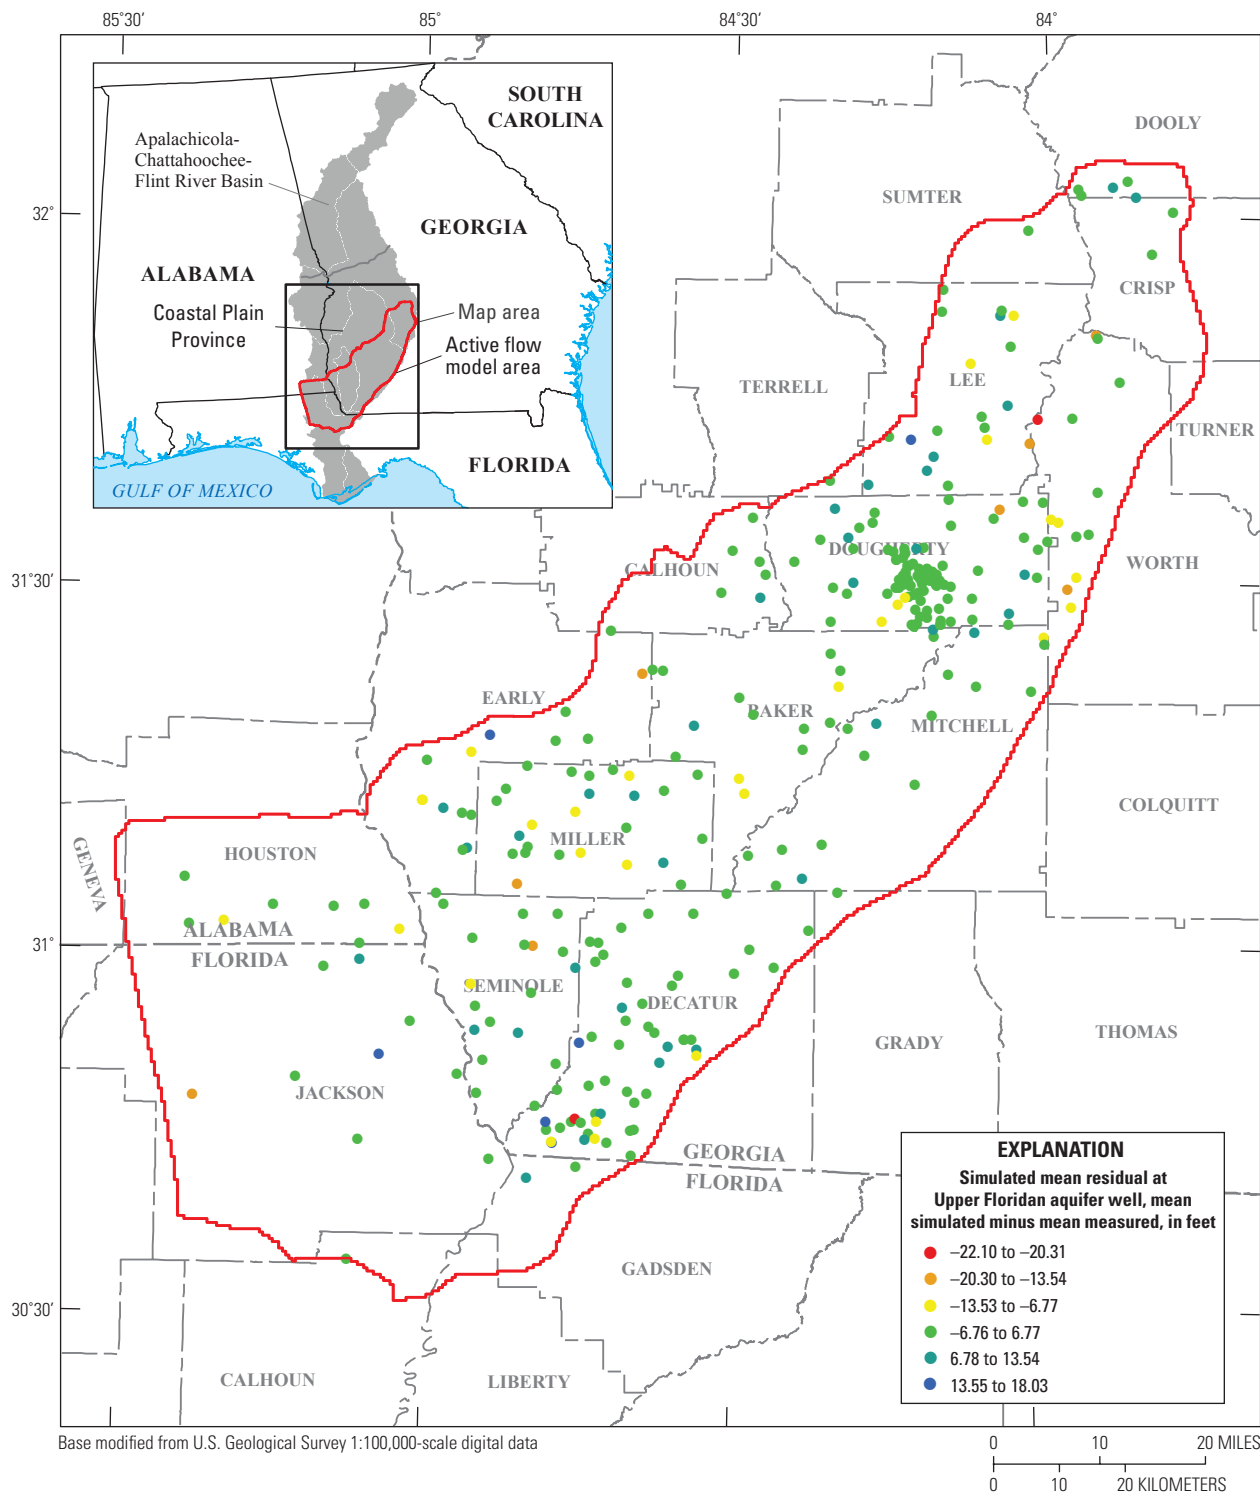 85˚30′
85˚
84˚30′
84˚
32˚
31˚30′
31˚
30˚30′
SOUTH
CAROLINA
Apalachicola-
Chattahoochee-
Flint River Basin
GEORGIA
ALABAMA
Coastal Plain
Province
Map area
Active flow
model area
FLORIDA
GULF OF MEXICO
DOOLY
SUMTER
CRISP
TERRELL
LEE
TURNER
DOUGHERTY
CALHOUN
WORTH
EARLY
BAKER
MITCHELL
COLQUITT
MILLER
HOUSTON
GENEVA
ALABAMA
FLORIDA
SEMINOLE
DECATUR
GRADY
THOMAS
JACKSON
GEORGIA
FLORIDA
GADSDEN
CALHOUN
LIBERTY
EXPLANATION
Simulated mean residual at
Upper Floridan aquifer well, mean
simulated minus mean measured, in feet
–22.10 to –20.31
–20.30 to –13.54
–13.53 to –6.77
–6.76 to 6.77
6.78 to 13.54
13.55 to 18.03
Base modified from U.S. Geological Survey 1:100,000-scale digital data
0 10 20 MILES
0 10 20 KILOMETERS